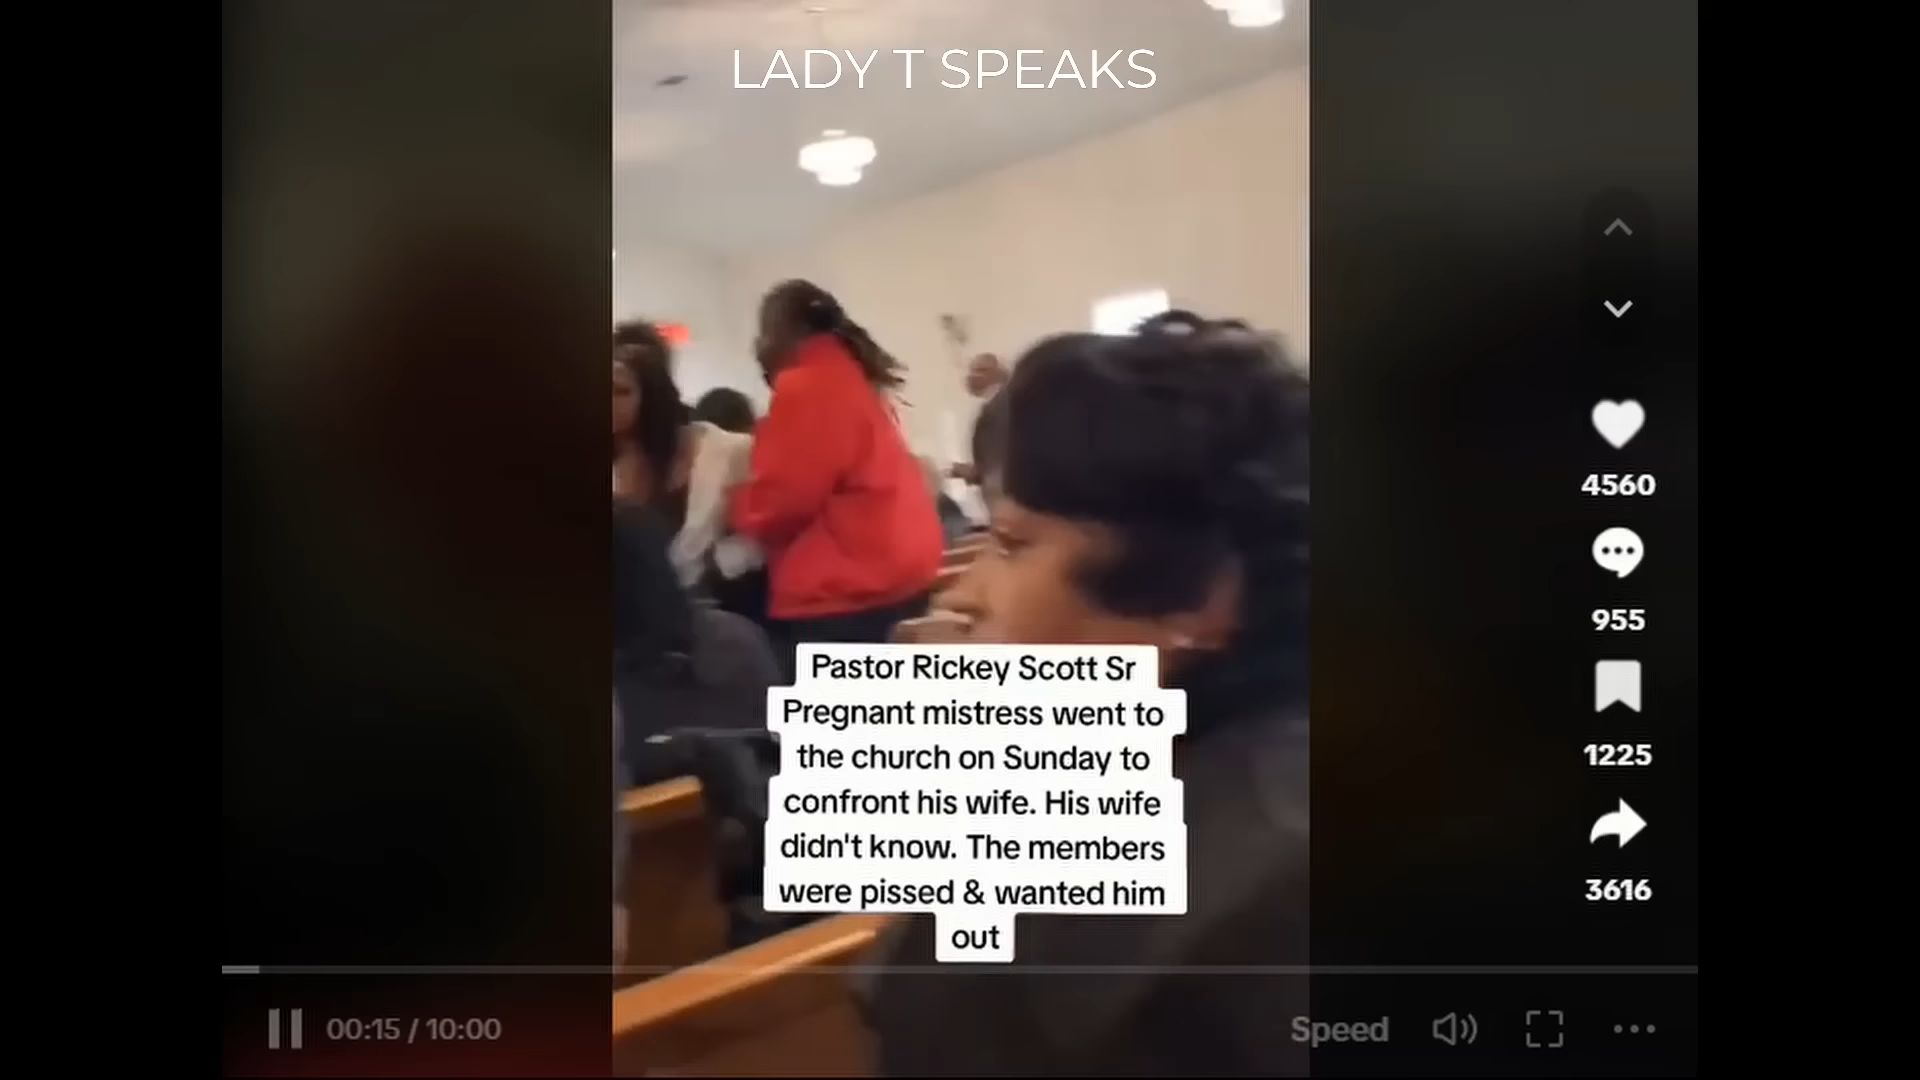 LADY T SPEAKS
4560
955
Pastor Rickey Scott Sr
Pregnant mistress went to
the church on Sunday to
confront his wife. His wife
didn't know. The members
were pissed & wanted him
out
1225
3616
00:15 / 10:00
Speed